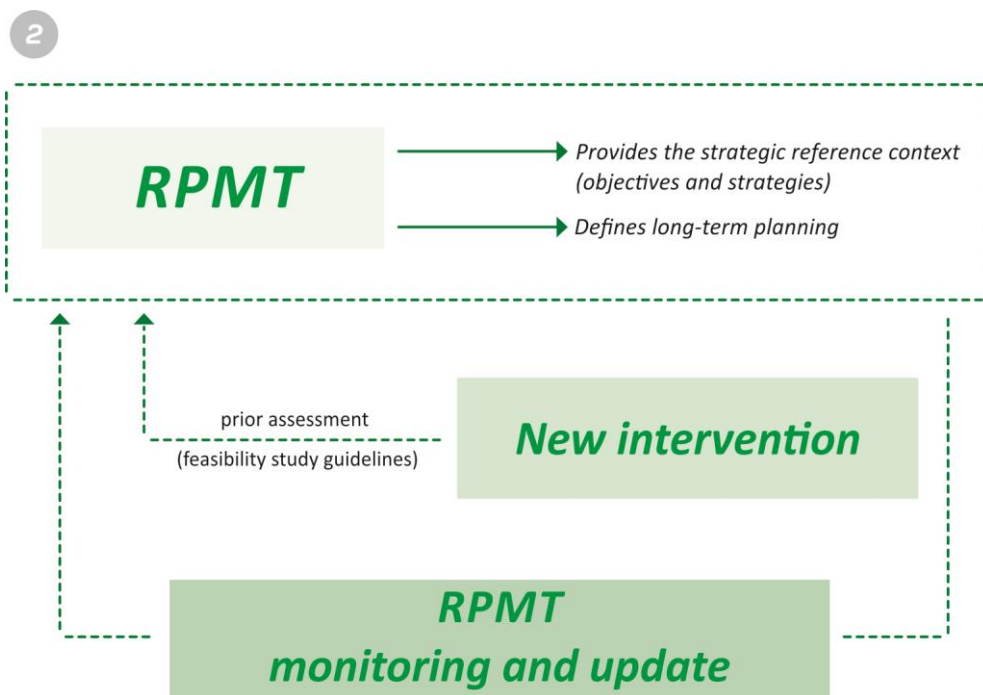 2
RPMT
Provides the strategic reference context
(objectives and strategies)
Defines long-term planning
prior assessment
(feasibility study guidelines)
New intervention
RPMT
monitoring and update